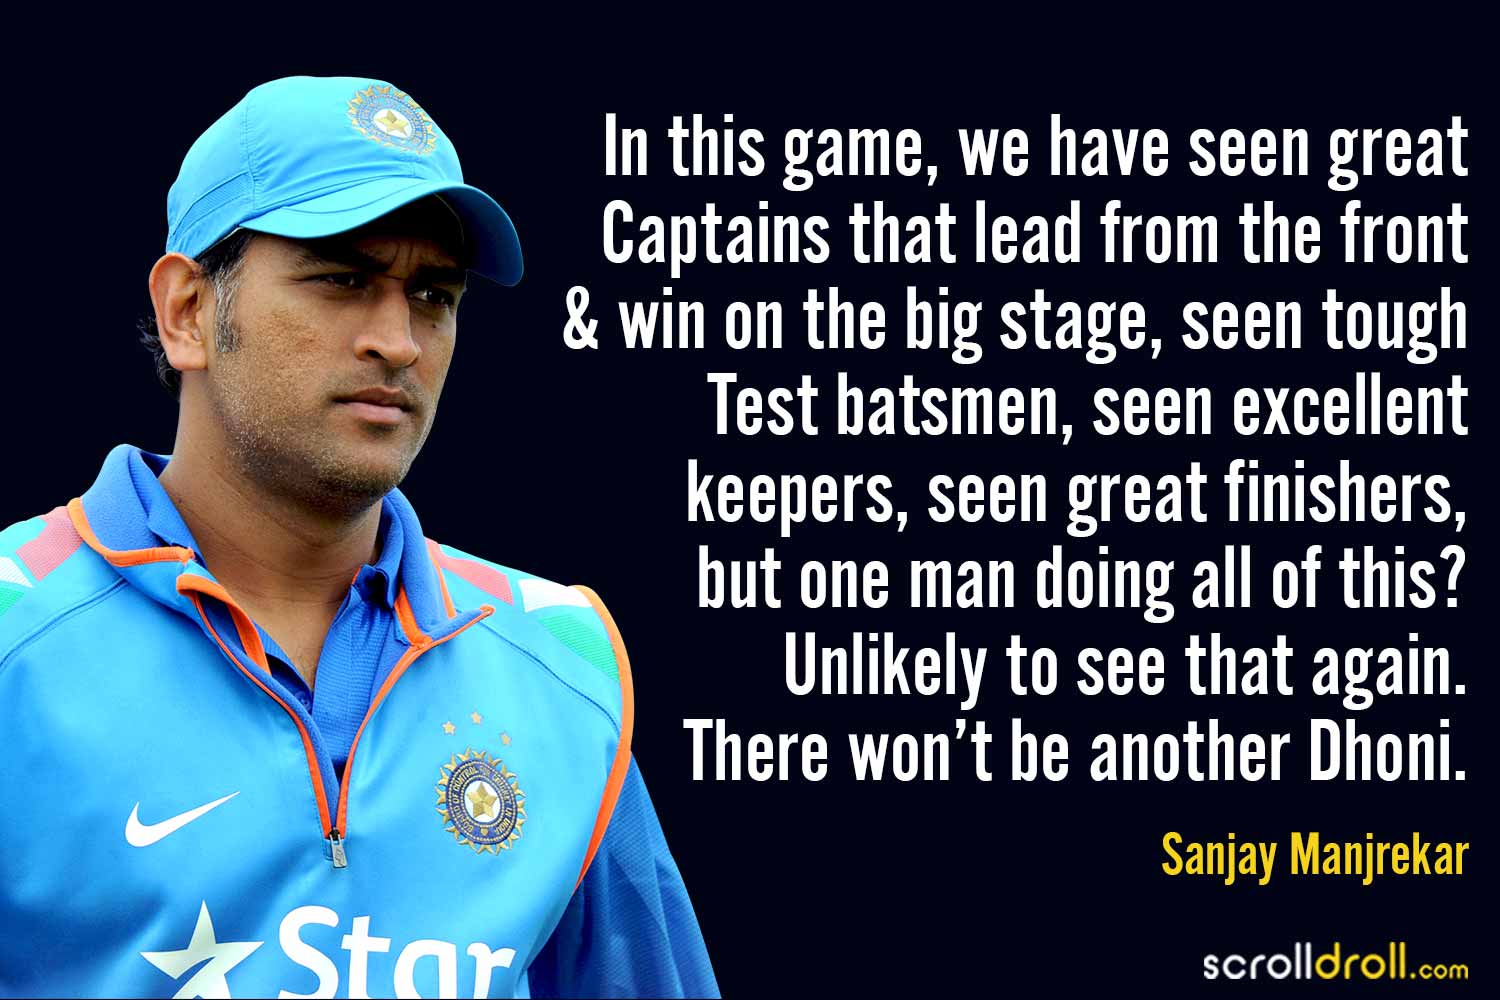 In this game, we have seen great
Captains that lead from the front
& win on the big stage, seen tough
Test batsmen, seen excellent
keepers, seen great finishers,
but one man doing all of this?
Unlikely to see that again.
There won’t be another Dhoni.
Sanjay Manjrekar
Star
scrolldroll.com